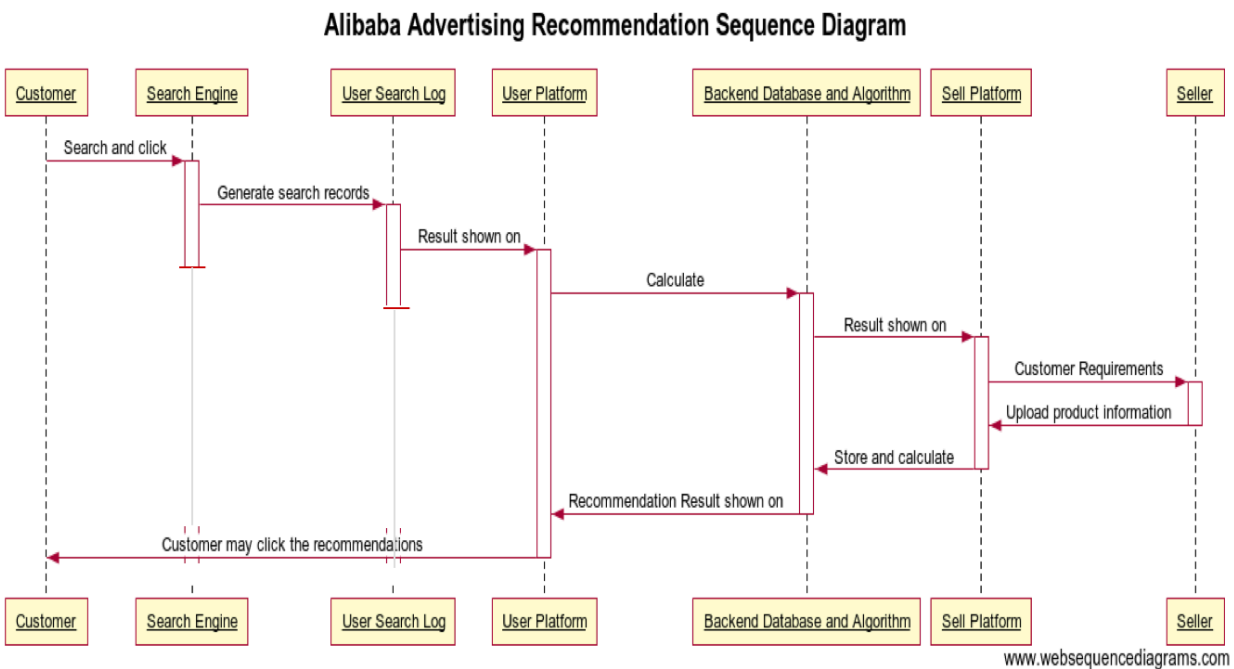 Alibaba Advertising Recommendation Sequence Diagram
Customer
Search Engine
User Search Log
User Platform
Backend Database and Algorithm
Sell Platform
Seller
Search and click
Generate search records
Result shown on
Calculate
Result shown on
Customer Requirements
Upload product information
Store and calculate
Recommendation Result shown on
Customer may click the recommendations
Customer
Search Engine
User Search Log
User Platform
Backend Database and Algorithm
Sell Platform
Seller
www.websequencediagrams.com